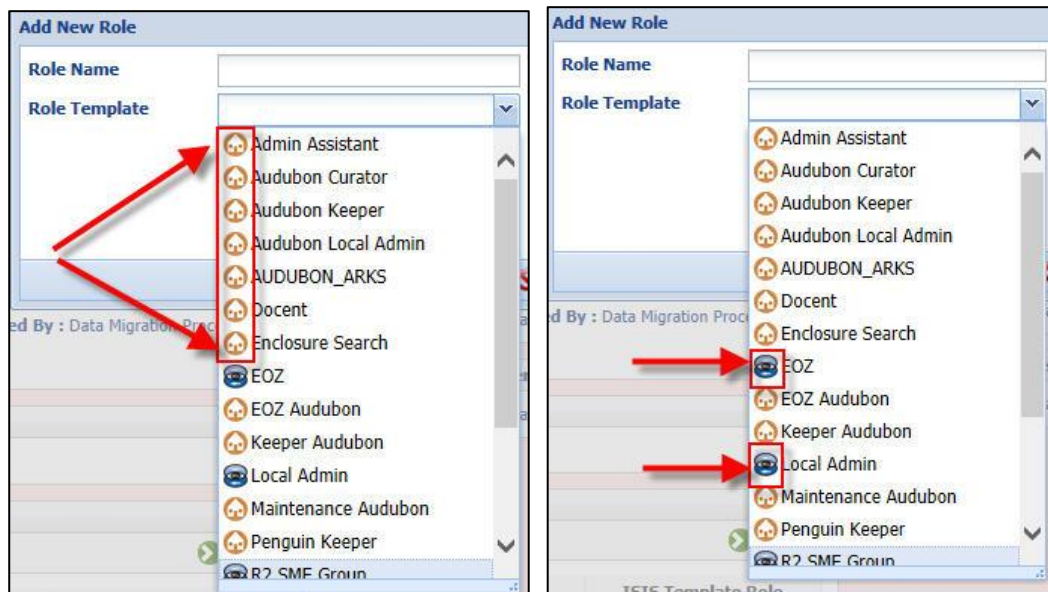 Add New Role
Role Name
Role Template
Admin Assistant
Audubon Curator
Audubon Keeper
Audubon Local Admin
AUDUBON_ARKS
Docent
ed By : Data Migration Proc
Enclosure Search
EOZ
EOZ Audubon
Keeper Audubon
Local Admin
Maintenance Audubon
Penguin Keeper
R2 SME Group
Add New Role
Role Name
Role Template
Admin Assistant
Audubon Curator
Audubon Keeper
Audubon Local Admin
AUDUBON_ARKS
Docent
d By : Data Migration Proc
Enclosure Search
EOZ
EOZ Audubon
Keeper Audubon
Local Admin
Maintenance Audubon
Penguin Keeper
R2 SME Group
ISIS Template Role